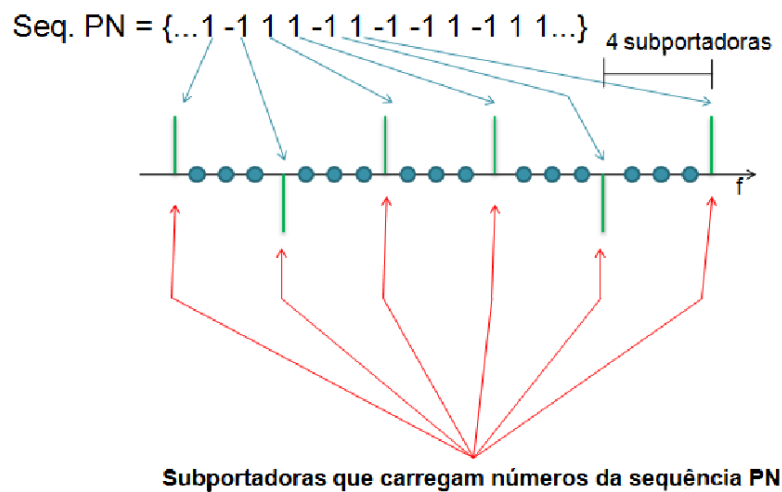 Seq. PN = {...1 -1 1 1 -1 1 -1 -1 1 -1 1 1...}
4 subportadoras
f
Subportadoras que carregam números da sequência PN